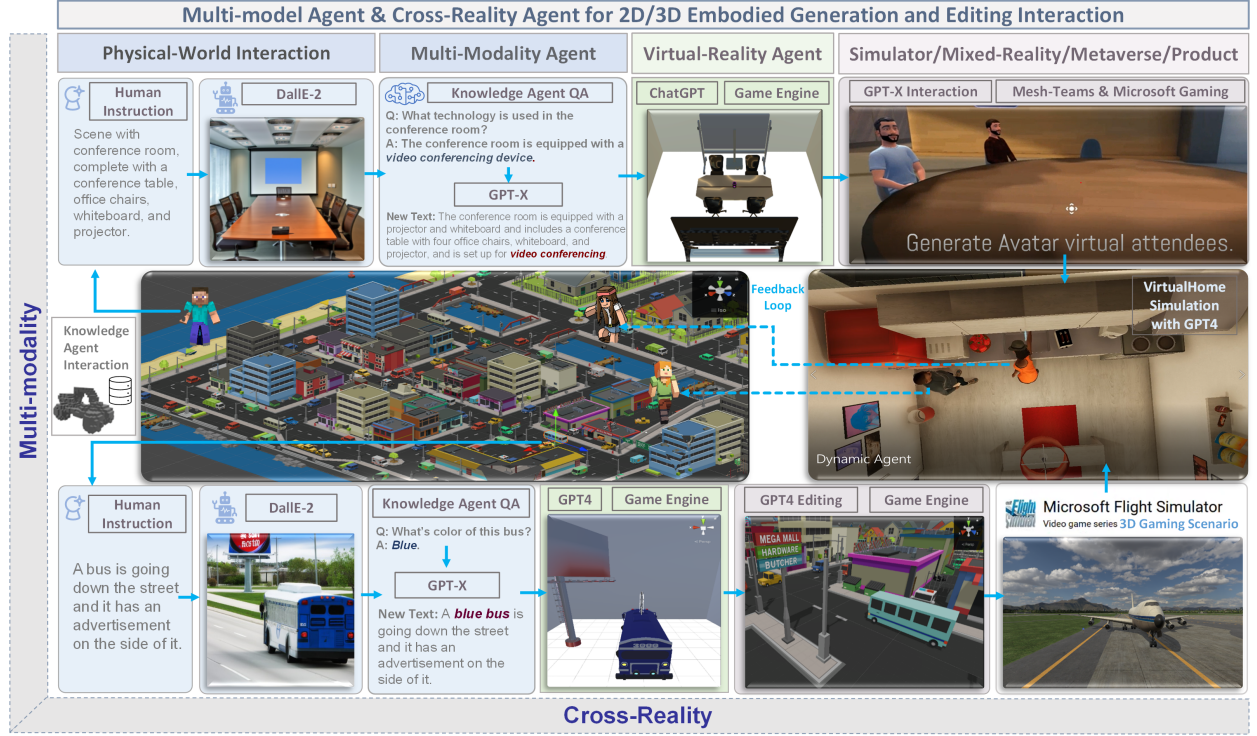 Multi-model Agent & Cross-Reality Agent for 2D/3D Embodied Generation and Editing Interaction
Physical-World Interaction
Multi-Modality Agent
Virtual-Reality Agent
Simulator/Mixed-Reality/Metaverse/Product
Human
Instruction
Scene with
conference room,
complete with a
conference table,
office chairs,
whiteboard, and
projector.
DallE-2
Knowledge Agent QA
Q: What technology is used in the
conference room?
A: The conference room is equipped with a
video conferencing device.
GPT-X
New Text: The conference room is equipped with a
projector and whiteboard and includes a conference
table with four office chairs, whiteboard, and
projector, and is set up for video conferencing
ChatGPT
Game Engine
GPT-X Interaction
Mesh-Teams & Microsoft Gaming
Generate Avatar virtual attendees.
Multi-modality
Knowledge
Agent
Interaction
Iso
Feedback
Loop
VirtualHome
Simulation
with GPT4
Dynamic Agent
Human
Instruction
A bus is going
down the street
and it has an
advertisement
on the side of it.
DallE-2
Knowledge Agent QA
Q: What's color of this bus?
A: Blue.
GPT-X
New Text: A blue bus is
going down the street
and it has an
advertisement on the
side of it.
GPT4
Game Engine
GPT4 Editing
Game Engine
MEGA MALL
HARDWARE
BUTCHER
Flight
Simulator
Microsoft Flight Simulator
Video game series 3D Gaming Scenario
Cross-Reality